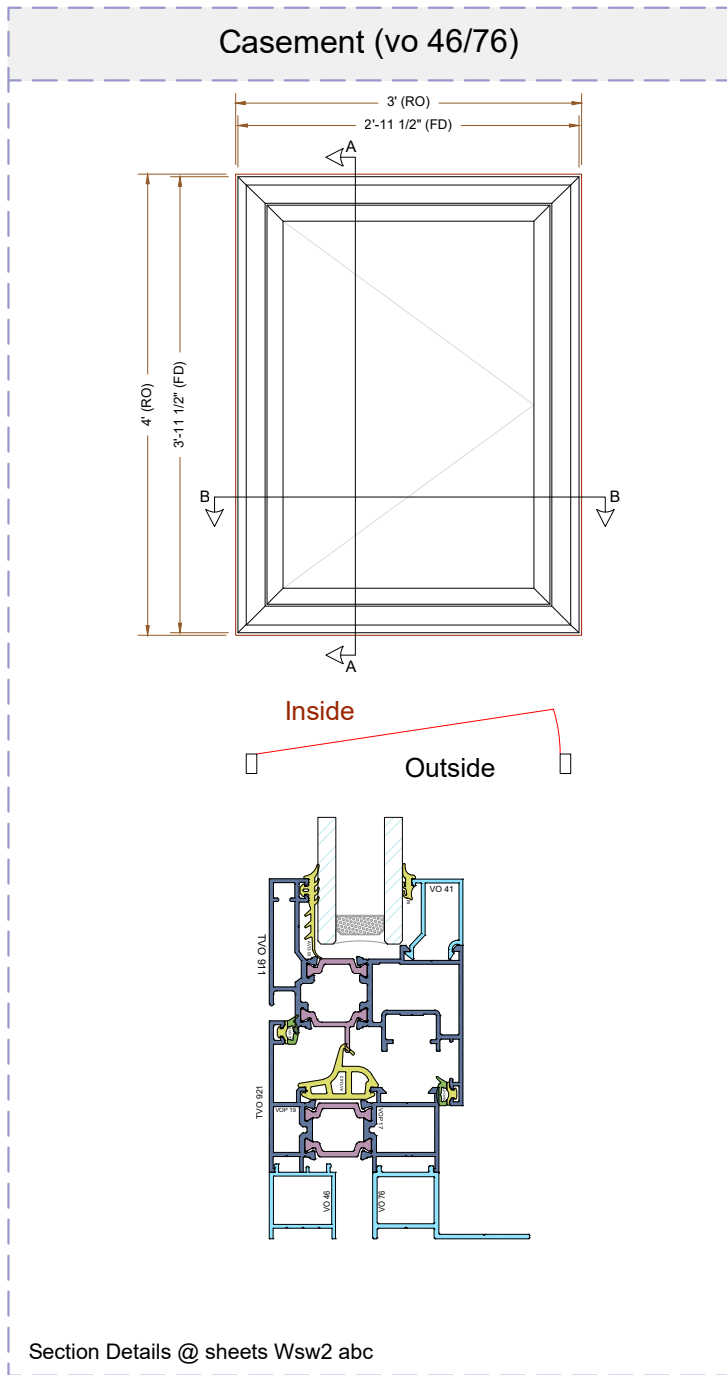 Casement (vo 46/76)
3' (RO)
2'-11 1/2" (FD)
A
4' (RO)
3'-11 1/2" (FD)
B
B
A
Inside
Outside
VO 41
TVO 911
TVO 921
VOP 19
VOP 17
VO 46
VO 76
Section Details @ sheets Wsw2 abc